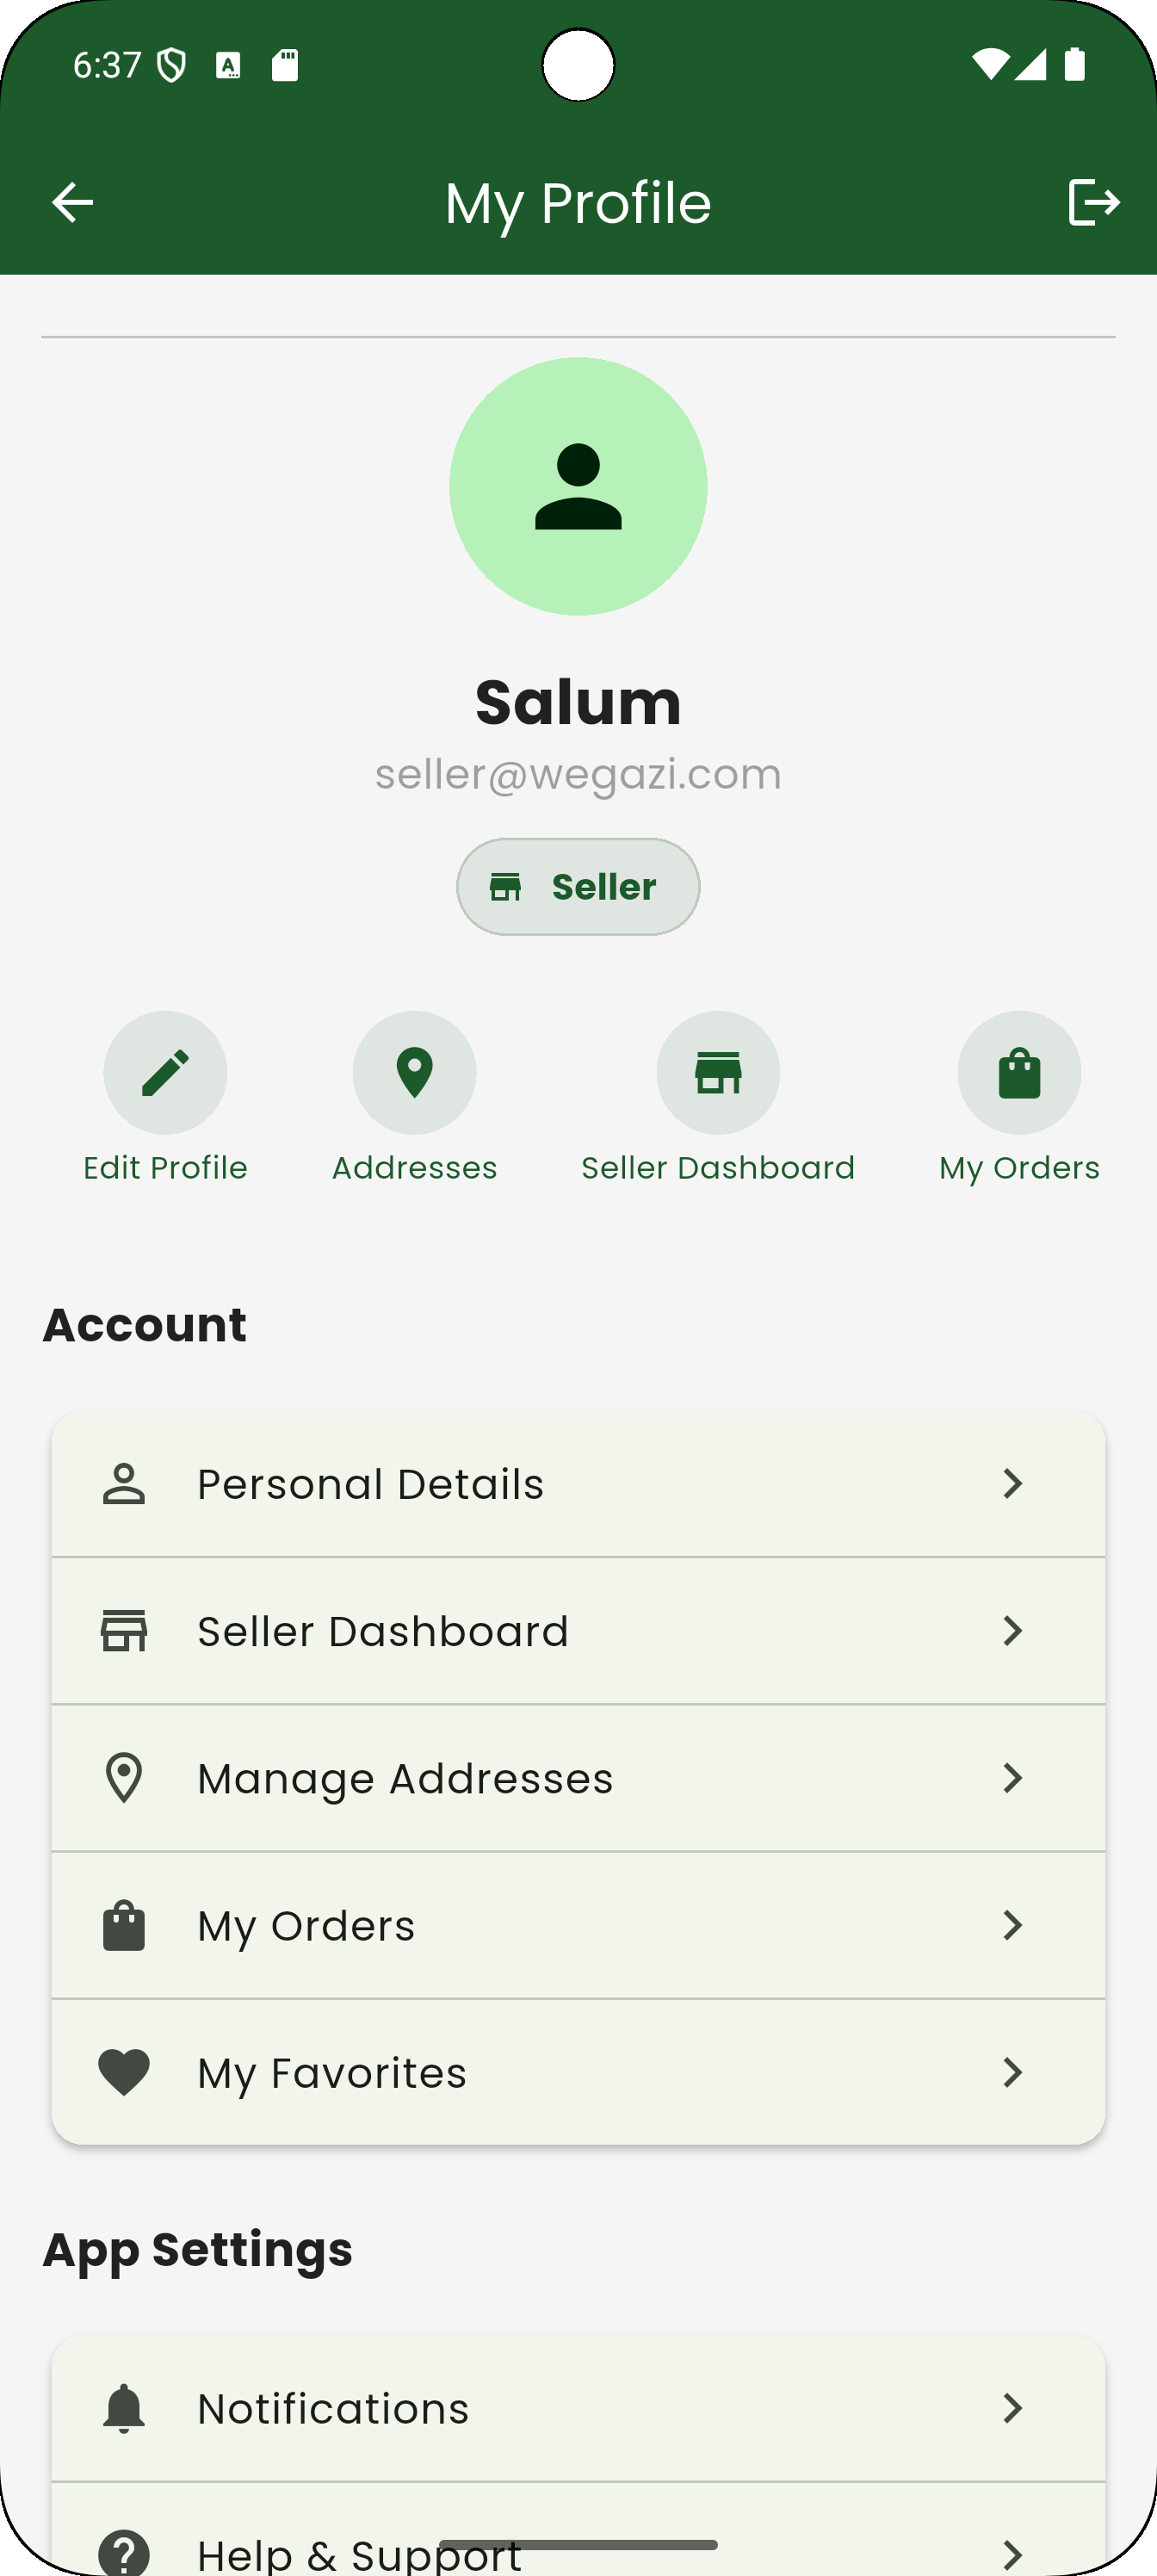 6:37
My Profile
Salum
seller@wegazi.com
Seller
Edit Profile
Addresses
Seller Dashboard
My Orders
Account
Personal Details
Seller Dashboard
Manage Addresses
My Orders
My Favorites
App Settings
Notifications
Help & Support